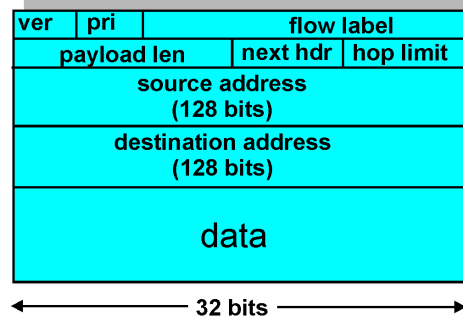 ver pri flow label
payload len next hdr hop limit
source address
(128 bits)
destination address
(128 bits)
data
32 bits